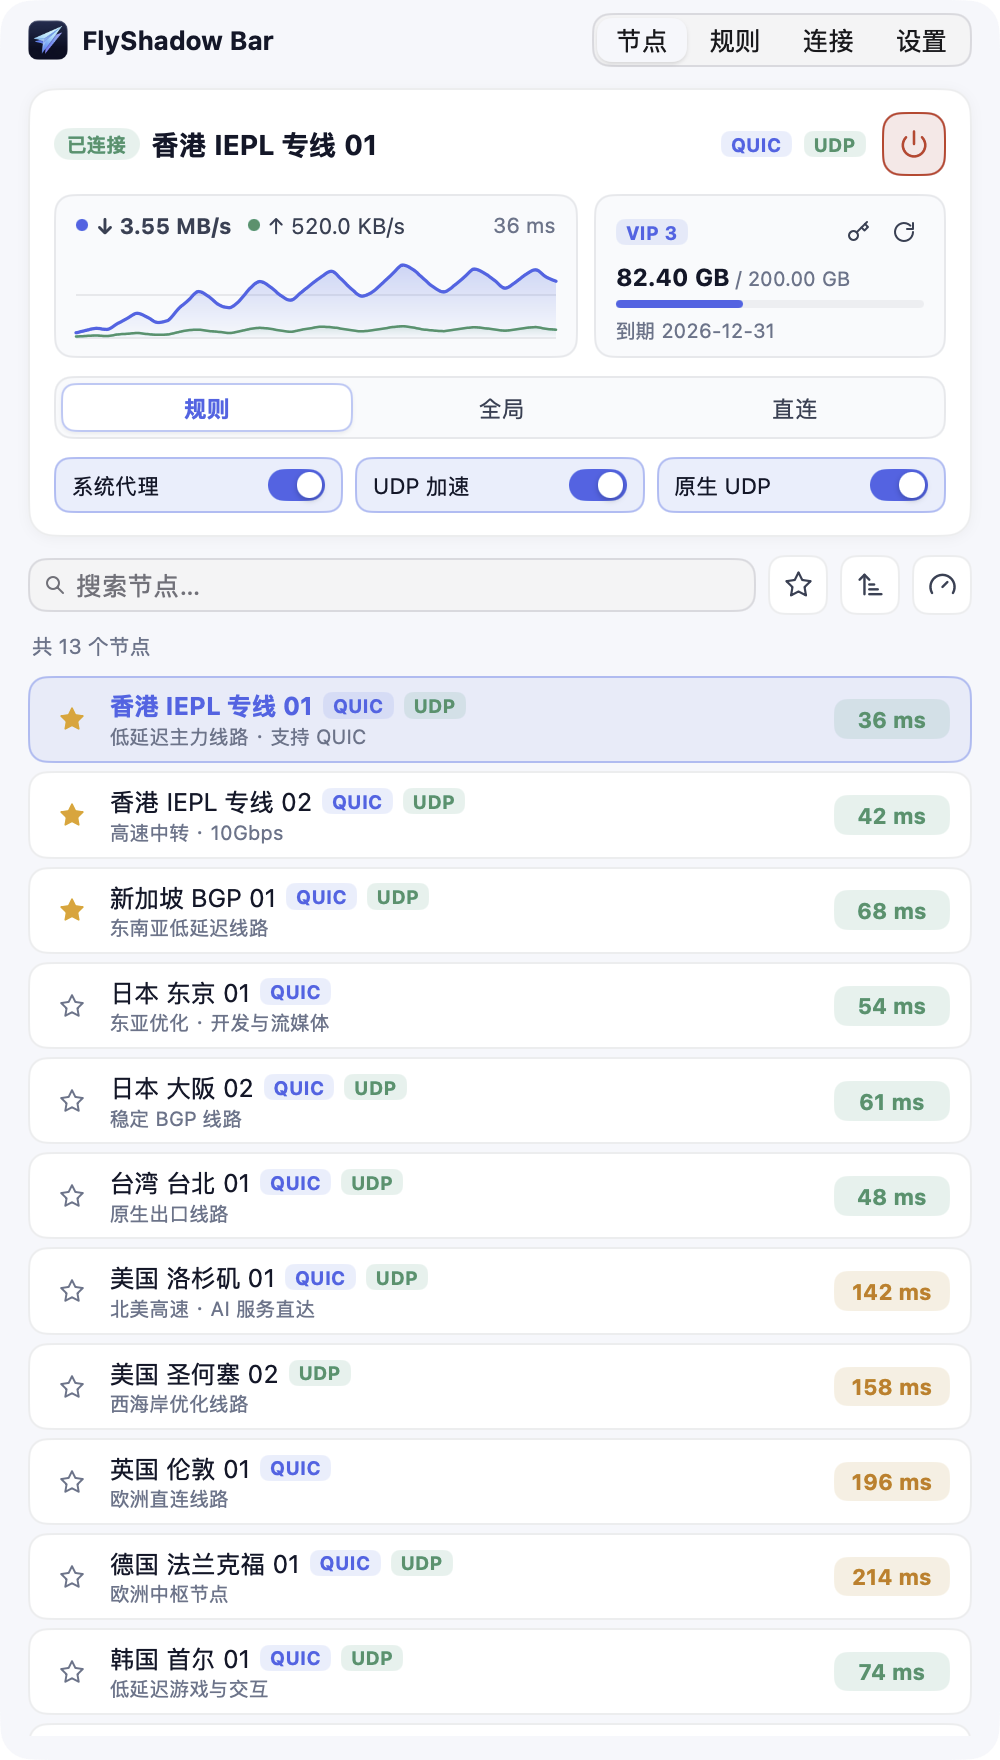 FlyShadow Bar
节点 规则 连接 设置
已连接 香港 IEPL 专线 01 QUIC UDP
↓ 3.55 MB/s ↑ 520.0 KB/s 36 ms
VIP 3
82.40 GB / 200.00 GB
到期 2026-12-31
规则 全局 直连
系统代理 UDP 加速 原生 UDP
搜索节点...
共 13 个节点
香港 IEPL 专线 01 QUIC UDP
低延迟主力线路 · 支持 QUIC
36 ms
香港 IEPL 专线 02 QUIC UDP
高速中转 · 10Gbps
42 ms
新加坡 BGP 01 QUIC UDP
东南亚低延迟线路
68 ms
日本 东京 01 QUIC
东亚优化 · 开发与流媒体
54 ms
日本 大阪 02 QUIC UDP
稳定 BGP 线路
61 ms
台湾 台北 01 QUIC UDP
原生出口线路
48 ms
美国 洛杉矶 01 QUIC UDP
北美高速 · AI 服务直达
142 ms
美国 圣何塞 02 UDP
西海岸优化线路
158 ms
英国 伦敦 01 QUIC
欧洲直连线路
196 ms
德国 法兰克福 01 QUIC UDP
欧洲中枢节点
214 ms
韩国 首尔 01 QUIC UDP
低延迟游戏与交互
74 ms